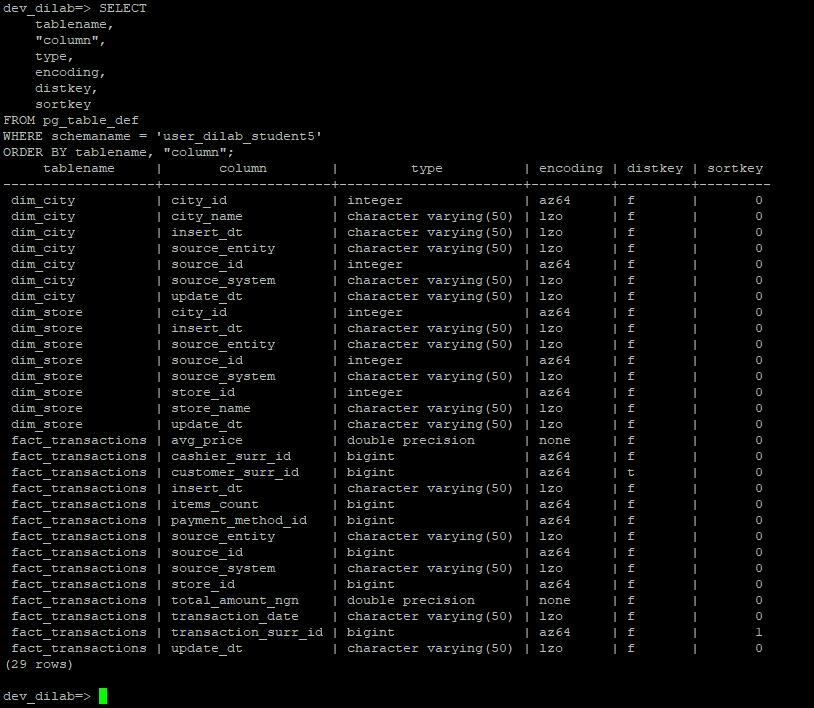 dev_dilab=> SELECT
    tablename,
    "column",
    type,
    encoding,
    distkey,
    sortkey
FROM pg_table_def
WHERE schemaname = 'user_dilab_student5'
ORDER BY tablename, "column";
     tablename     |       column        |         type          | encoding | distkey | sortkey
-------------------+---------------------+-----------------------+----------+---------+---------
 dim_city          | city_id             | integer               | az64     | f       |       0
 dim_city          | city_name           | character varying(50) | lzo      | f       |       0
 dim_city          | insert_dt           | character varying(50) | lzo      | f       |       0
 dim_city          | source_entity       | character varying(50) | lzo      | f       |       0
 dim_city          | source_id           | integer               | az64     | f       |       0
 dim_city          | source_system       | character varying(50) | lzo      | f       |       0
 dim_city          | update_dt           | character varying(50) | lzo      | f       |       0
 dim_store         | city_id             | integer               | az64     | f       |       0
 dim_store         | insert_dt           | character varying(50) | lzo      | f       |       0
 dim_store         | source_entity       | character varying(50) | lzo      | f       |       0
 dim_store         | source_id           | integer               | az64     | f       |       0
 dim_store         | source_system       | character varying(50) | lzo      | f       |       0
 dim_store         | store_id            | integer               | az64     | f       |       0
 dim_store         | store_name          | character varying(50) | lzo      | f       |       0
 dim_store         | update_dt           | character varying(50) | lzo      | f       |       0
 fact_transactions | avg_price           | double precision      | none     | f       |       0
 fact_transactions | cashier_surr_id     | bigint                | az64     | f       |       0
 fact_transactions | customer_surr_id    | bigint                | az64     | t       |       0
 fact_transactions | insert_dt           | character varying(50) | lzo      | f       |       0
 fact_transactions | items_count         | bigint                | az64     | f       |       0
 fact_transactions | payment_method_id   | bigint                | az64     | f       |       0
 fact_transactions | source_entity       | character varying(50) | lzo      | f       |       0
 fact_transactions | source_id           | bigint                | az64     | f       |       0
 fact_transactions | source_system       | character varying(50) | lzo      | f       |       0
 fact_transactions | store_id            | bigint                | az64     | f       |       0
 fact_transactions | total_amount_ngn    | double precision      | none     | f       |       0
 fact_transactions | transaction_date    | character varying(50) | lzo      | f       |       0
 fact_transactions | transaction_surr_id | bigint                | az64     | f       |       1
 fact_transactions | update_dt           | character varying(50) | lzo      | f       |       0
(29 rows)

dev_dilab=>